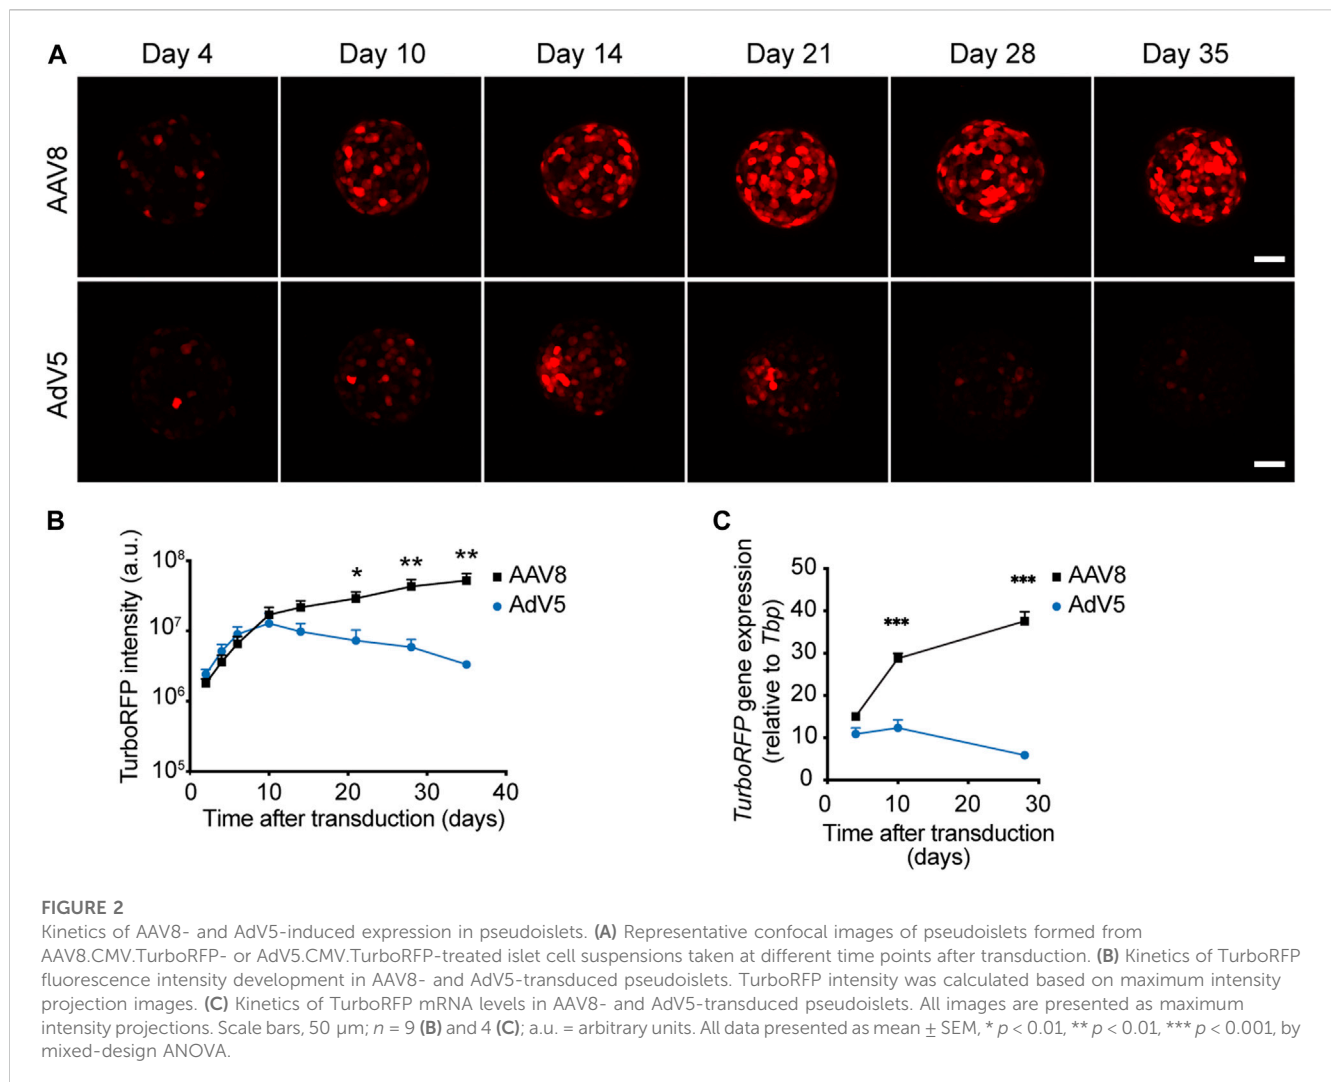 A
Day 4 Day 10 Day 14 Day 21 Day 28 Day 35
AAV8
AdV5
B
TurboRFP intensity (a.u.)
10⁸
10⁷
10⁶
10⁵
* ** **
AAV8
AdV5
0 10 20 30 40
Time after transduction (days)
C
TurboRFP gene expression
(relative to Tbp)
50
40
30
20
10
0
*** ***
AAV8
AdV5
0 10 20 30
Time after transduction
(days)
FIGURE 2
Kinetics of AAV8- and AdV5-induced expression in pseudoislets. (A) Representative confocal images of pseudoislets formed from
AAV8.CMV.TurboRFP- or AdV5.CMV.TurboRFP-treated islet cell suspensions taken at different time points after transduction. (B) Kinetics of TurboRFP
fluorescence intensity development in AAV8- and AdV5-transduced pseudoislets. TurboRFP intensity was calculated based on maximum intensity
projection images. (C) Kinetics of TurboRFP mRNA levels in AAV8- and AdV5-transduced pseudoislets. All images are presented as maximum
intensity projections. Scale bars, 50 µm; n = 9 (B) and 4 (C); a.u. = arbitrary units. All data presented as mean ± SEM, * p < 0.01, ** p < 0.01, *** p < 0.001, by
mixed-design ANOVA.